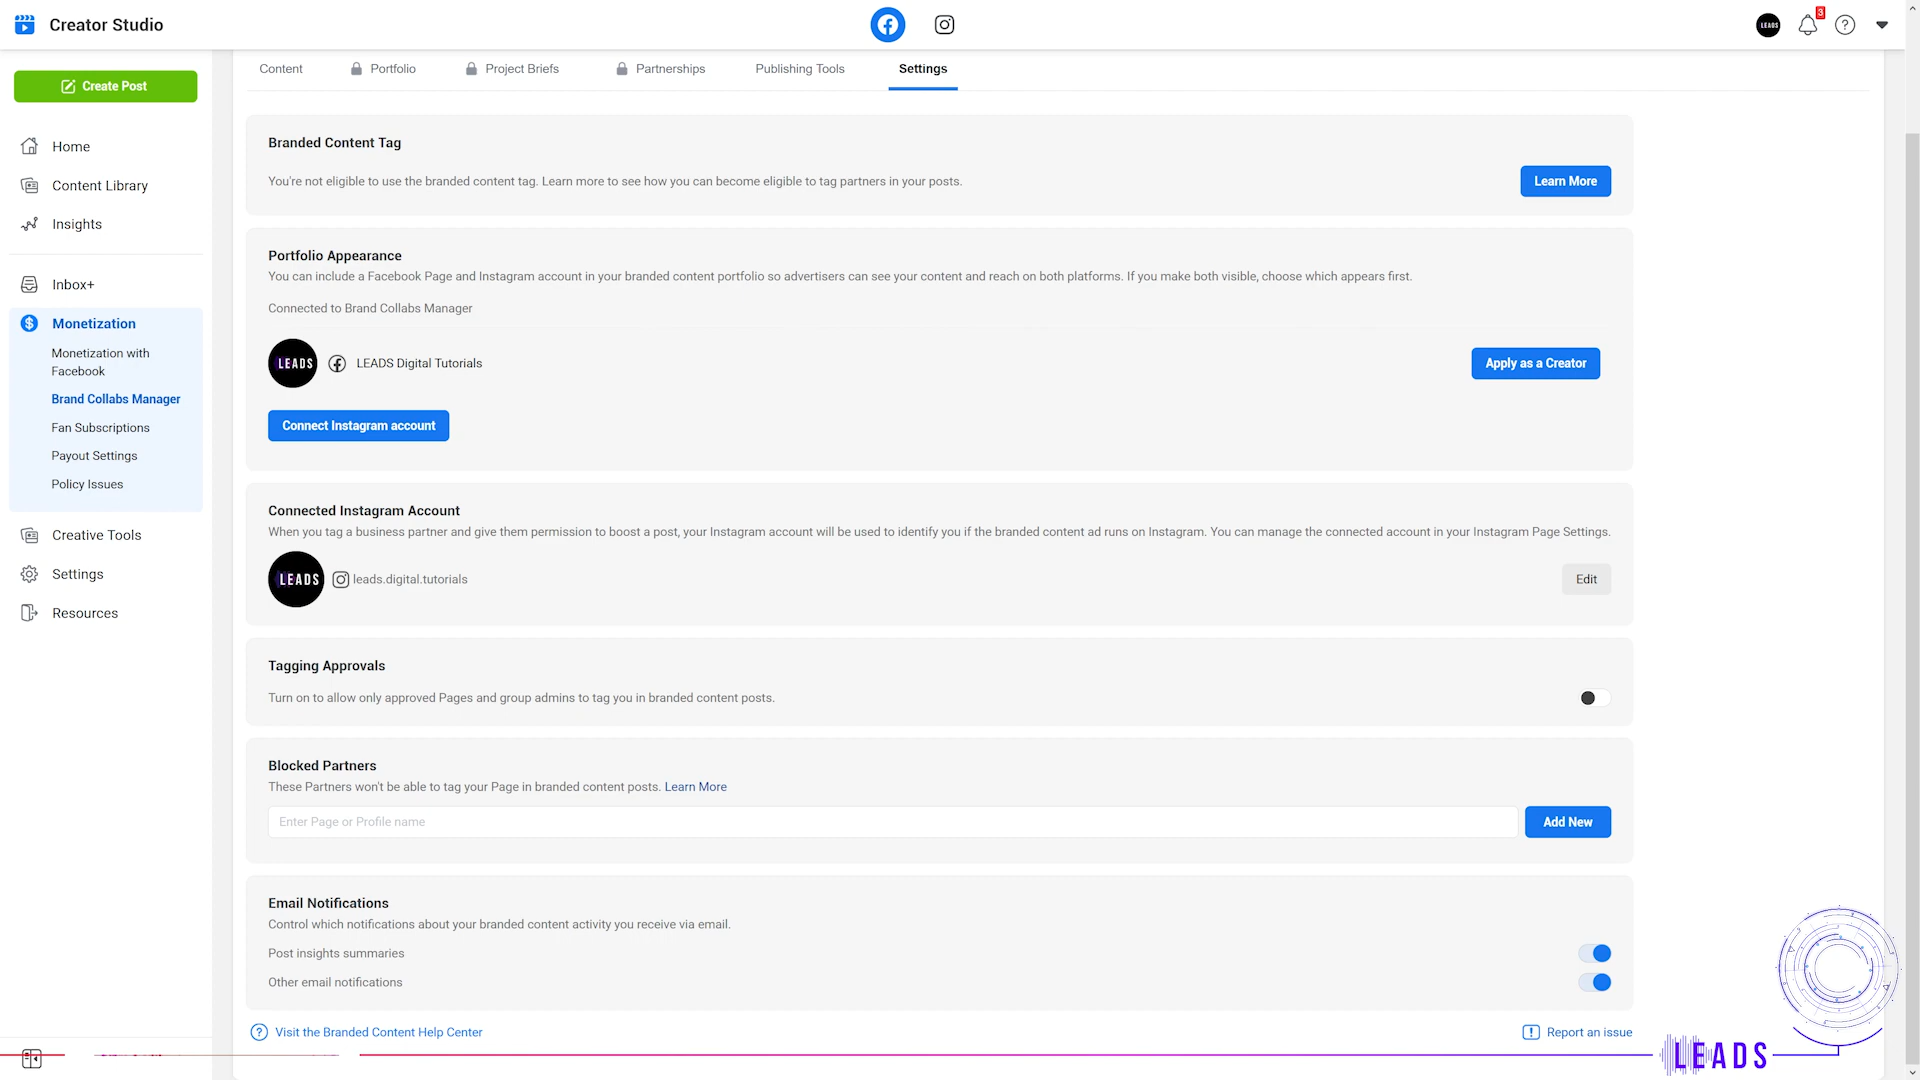 Creator Studio
LEADS
3
Create Post
Home
Content Library
Insights
Inbox+
Monetization
Monetization with
Facebook
Brand Collabs Manager
Fan Subscriptions
Payout Settings
Policy Issues
Creative Tools
Settings
Resources
Content
Portfolio
Project Briefs
Partnerships
Publishing Tools
Settings
Branded Content Tag
You're not eligible to use the branded content tag. Learn more to see how you can become eligible to tag partners in your posts.
Learn More
Portfolio Appearance
You can include a Facebook Page and Instagram account in your branded content portfolio so advertisers can see your content and reach on both platforms. If you make both visible, choose which appears first.
Connected to Brand Collabs Manager
LEADS
LEADS Digital Tutorials
Apply as a Creator
Connect Instagram account
Connected Instagram Account
When you tag a business partner and give them permission to boost a post, your Instagram account will be used to identify you if the branded content ad runs on Instagram. You can manage the connected account in your Instagram Page Settings.
LEADS
leads.digital.tutorials
Edit
Tagging Approvals
Turn on to allow only approved Pages and group admins to tag you in branded content posts.
Blocked Partners
These Partners won't be able to tag your Page in branded content posts. Learn More
Enter Page or Profile name
Add New
Email Notifications
Control which notifications about your branded content activity you receive via email.
Post insights summaries
Other email notifications
Visit the Branded Content Help Center
Report an issue
LEADS